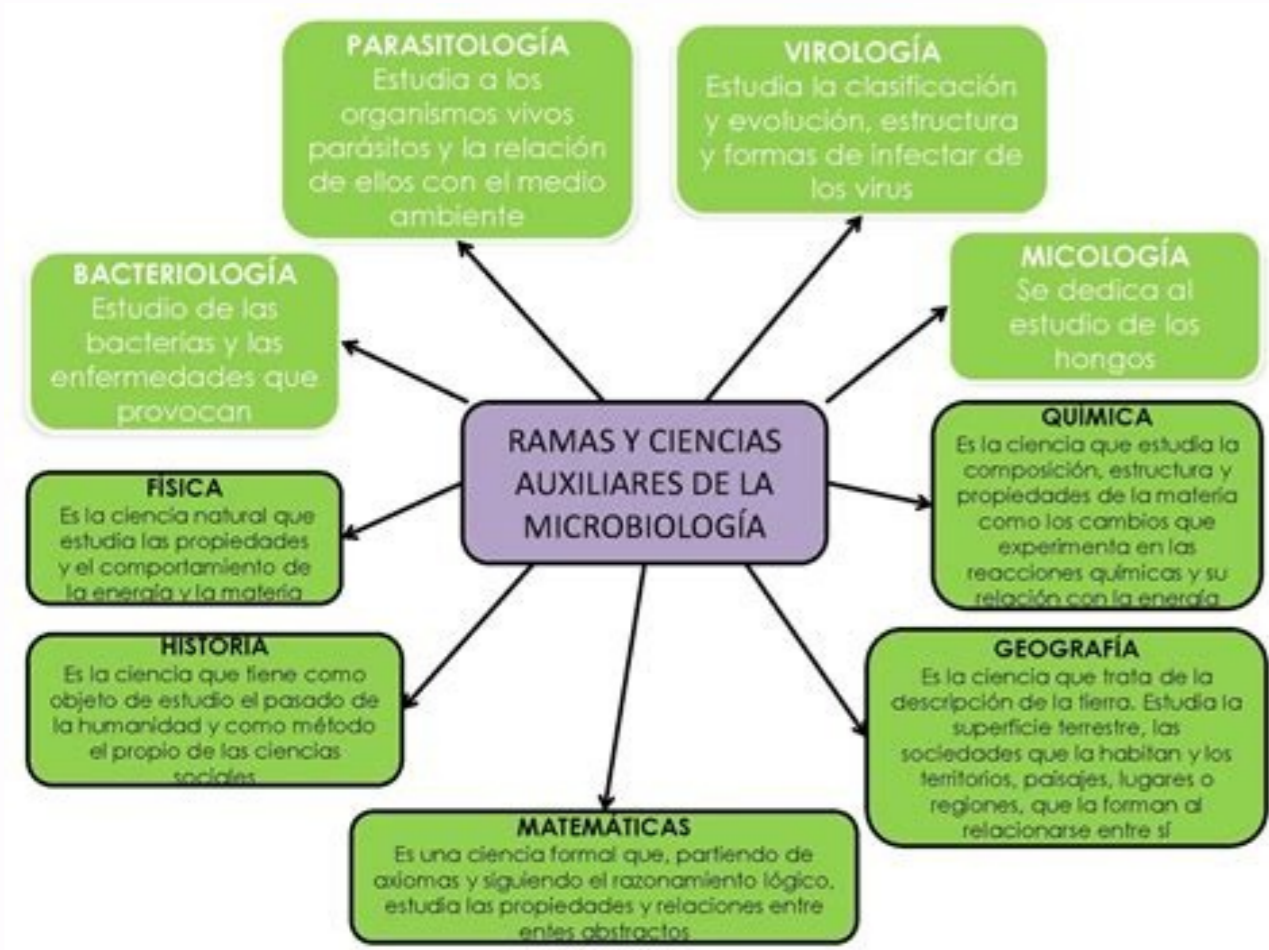 PARASITOLOGÍA
Estudia a los
organismos vivos
parásitos y la relación
de ellos con el medio
ambiente
VIROLOGÍA
Estudia la clasificación
y evolución, estructura
y formas de infectar de
los virus
BACTERIOLOGÍA
Estudio de las
bacterias y las
enfermedades que
provocan
MICOLOGÍA
Se dedica al
estudio de los
hongos
RAMAS Y CIENCIAS
AUXILIARES DE LA
MICROBIOLOGÍA
FÍSICA
Es la ciencia natural que
estudia las propiedades
y el comportamiento de
la energía y la materia
QUÍMICA
Es la ciencia que estudia la
composición, estructura y
propiedades de la materia
como los cambios que
experimenta en las
reacciones químicas y su
relación con la energía
HISTORIA
Es la ciencia que tiene como
objeto de estudio el pasado de
la humanidad y como método
el propio de las ciencias
sociales
GEOGRAFÍA
Es la ciencia que trata de la
descripción de la tierra. Estudia la
superficie terrestre, las
sociedades que la habitan y los
territorios, paisajes, lugares o
regiones, que la forman al
relacionarse entre sí
MATEMÁTICAS
Es una ciencia formal que, partiendo de
axiomas y siguiendo el razonamiento lógico,
estudia las propiedades y relaciones entre
entes abstractos